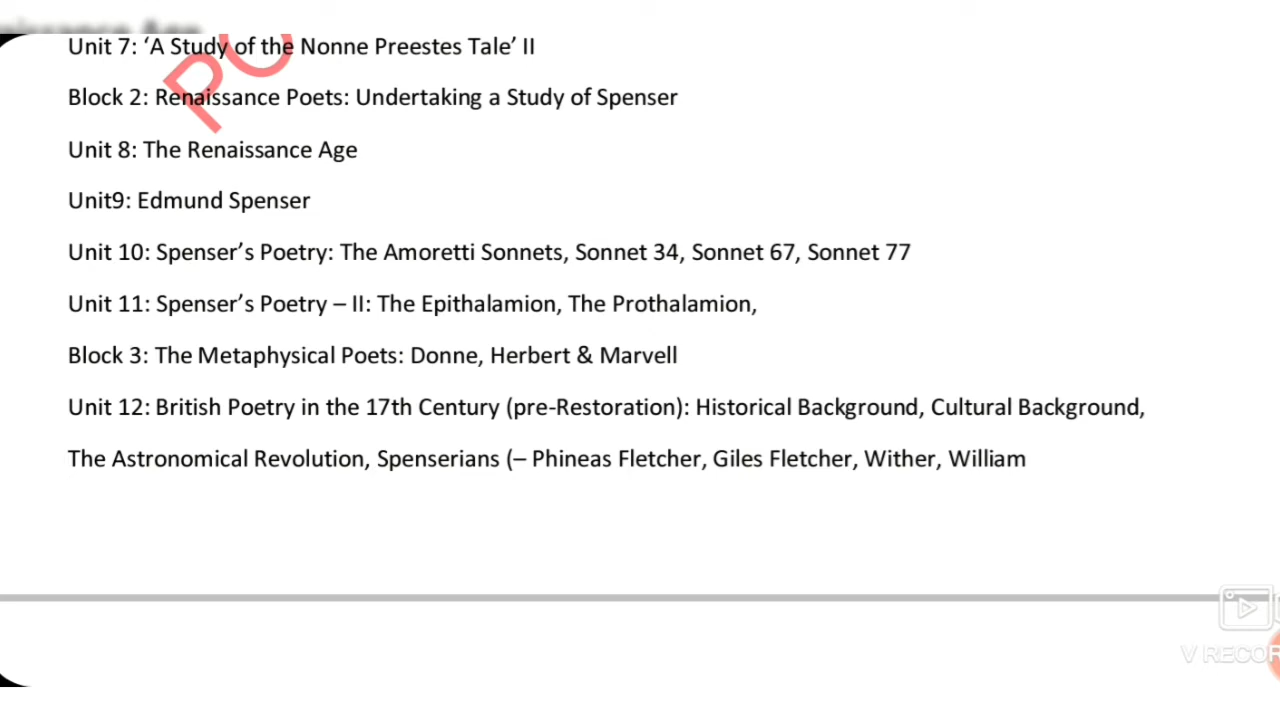 Unit 7: ‘A Study of the Nonne Preestes Tale’ II
Block 2: Renaissance Poets: Undertaking a Study of Spenser
Unit 8: The Renaissance Age
Unit9: Edmund Spenser
Unit 10: Spenser’s Poetry: The Amoretti Sonnets, Sonnet 34, Sonnet 67, Sonnet 77
Unit 11: Spenser’s Poetry – II: The Epithalamion, The Prothalamion,
Block 3: The Metaphysical Poets: Donne, Herbert & Marvell
Unit 12: British Poetry in the 17th Century (pre-Restoration): Historical Background, Cultural Background,
The Astronomical Revolution, Spenserians (– Phineas Fletcher, Giles Fletcher, Wither, William
V RECOR